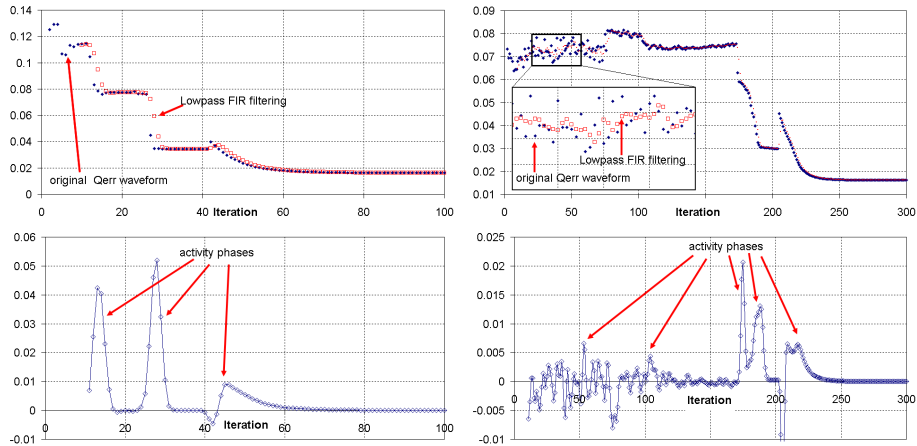 0.14
0.12
0.1
0.08
0.06
0.04
0.02
0
0 20 40 60 80 100
Iteration
Lowpass FIR filtering
original Qerr waveform
0.09
0.08
0.07
0.06
0.05
0.04
0.03
0.02
0.01
0 50 100 150 200 250 300
Iteration
Lowpass FIR filtering
original Qerr waveform
0.06
0.05
0.04
0.03
0.02
0.01
0
-0.01
0 20 40 60 80 100
Iteration
activity phases
0.025
0.02
0.015
0.01
0.005
0
-0.005
-0.01
0 50 100 150 200 250 300
Iteration
activity phases